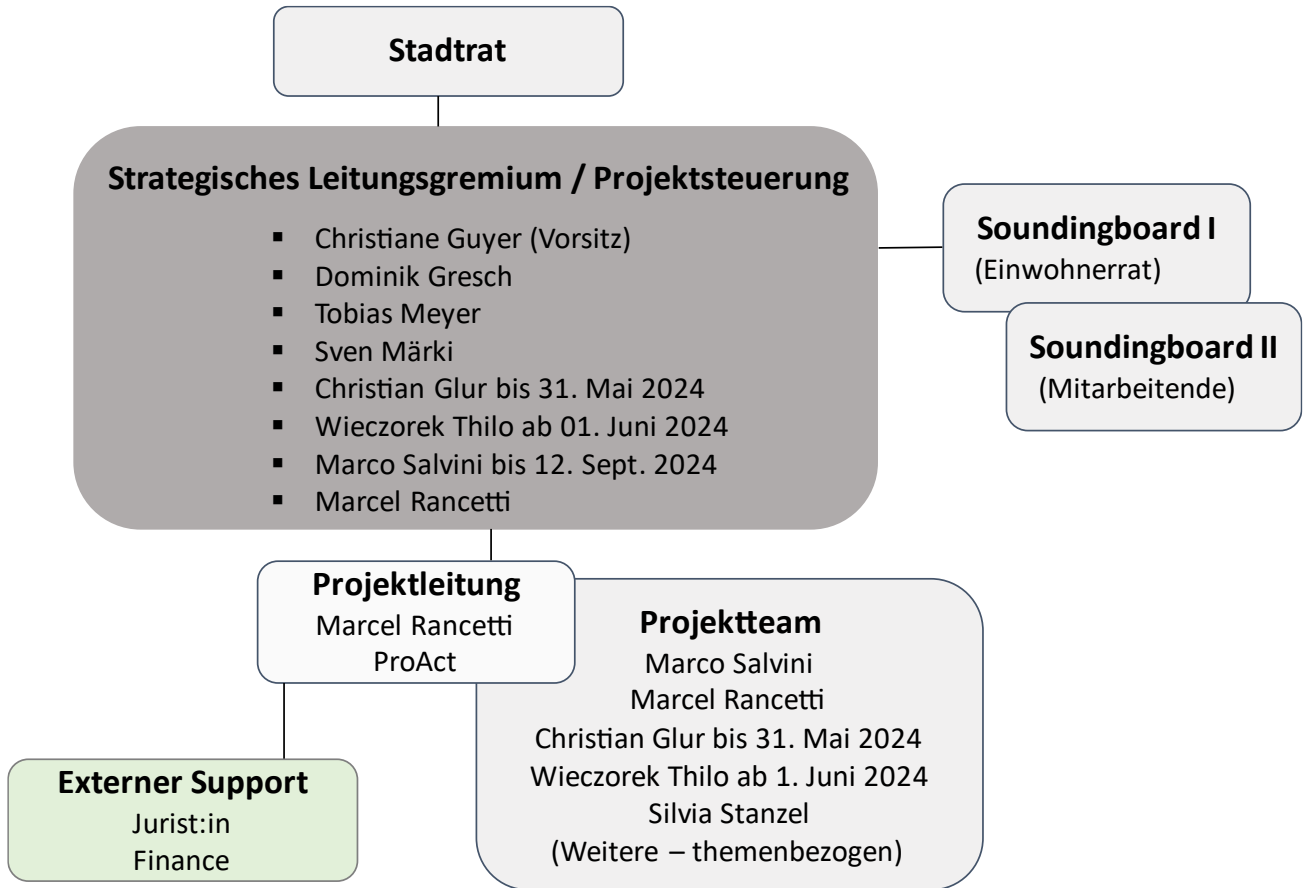 Stadtrat
Strategisches Leitungsgremium / Projektsteuerung
▪ Christiane Guyer (Vorsitz)
▪ Dominik Gresch
▪ Tobias Meyer
▪ Sven Märki
▪ Christian Glur bis 31. Mai 2024
▪ Wieczorek Thilo ab 01. Juni 2024
▪ Marco Salvini bis 12. Sept. 2024
▪ Marcel Rancetti
Soundingboard I
(Einwohnerrat)
Soundingboard II
(Mitarbeitende)
Projektleitung
Marcel Rancetti
ProAct
Projektteam
Marco Salvini
Marcel Rancetti
Christian Glur bis 31. Mai 2024
Wieczorek Thilo ab 1. Juni 2024
Silvia Stanzel
(Weitere – themenbezogen)
Externer Support
Jurist:in
Finance